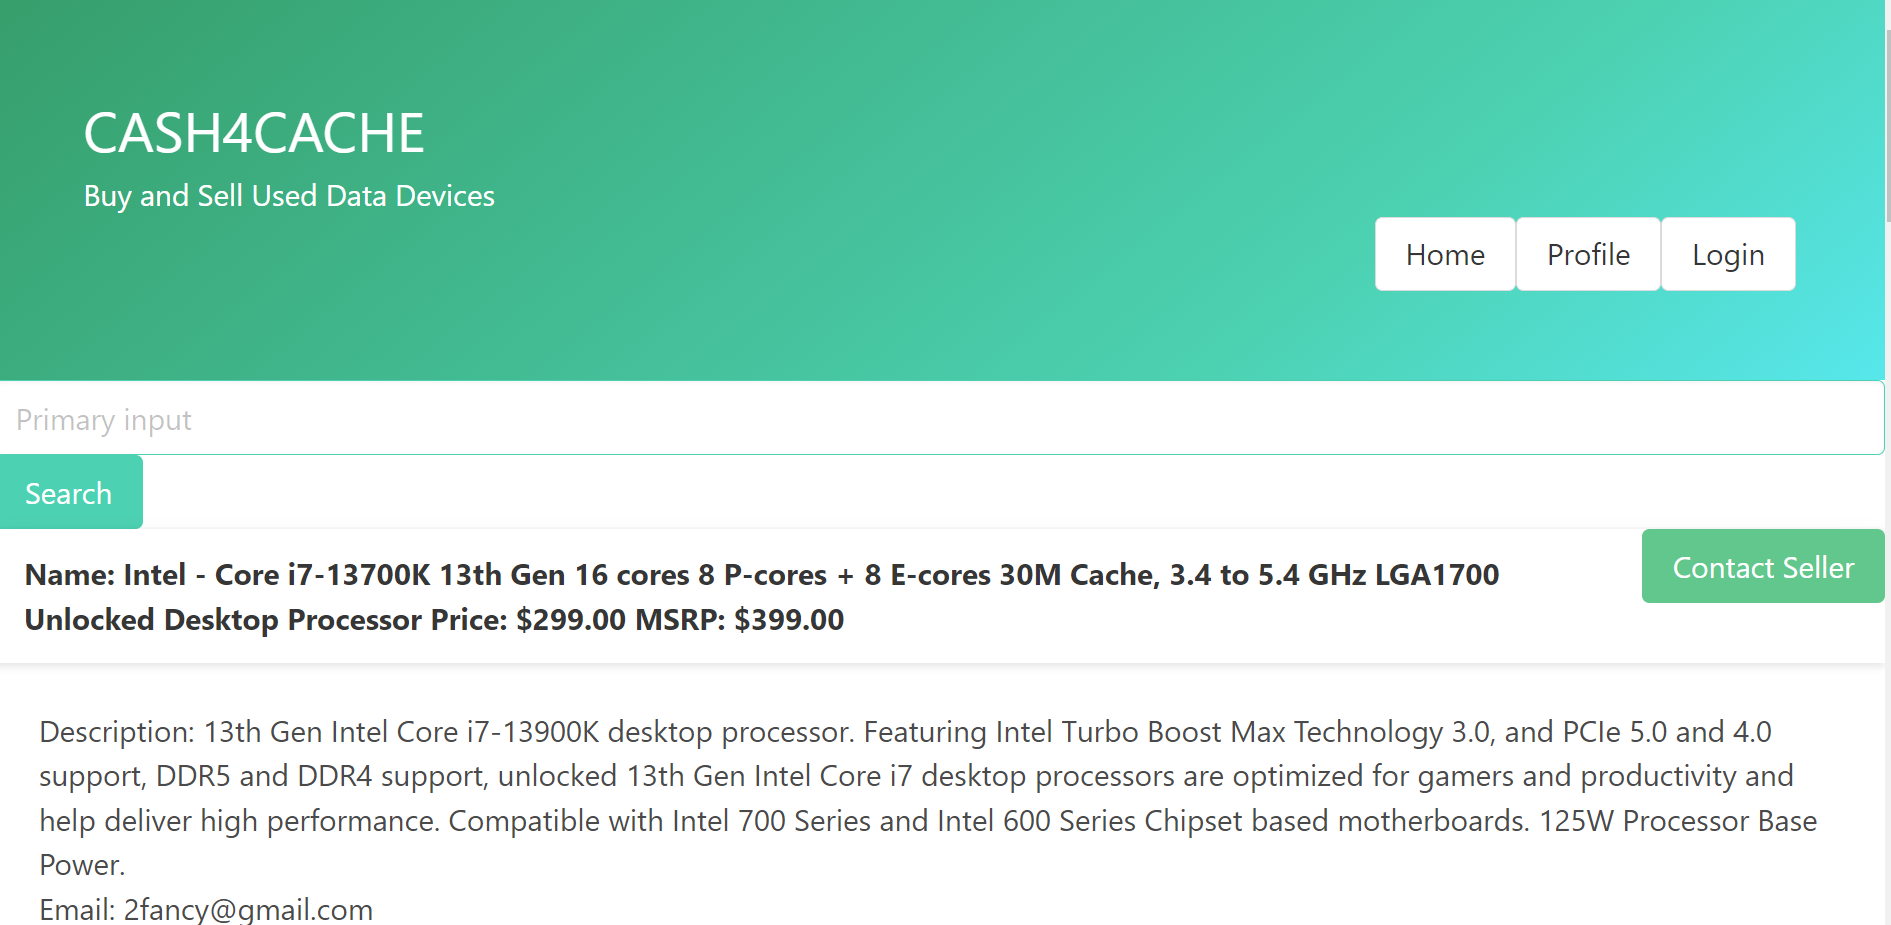 CASH4CACHE
Buy and Sell Used Data Devices
Home Profile Login
Primary input
Search
Contact Seller
Name: Intel - Core i7-13700K 13th Gen 16 cores 8 P-cores + 8 E-cores 30M Cache, 3.4 to 5.4 GHz LGA1700
Unlocked Desktop Processor Price: $299.00 MSRP: $399.00
Description: 13th Gen Intel Core i7-13900K desktop processor. Featuring Intel Turbo Boost Max Technology 3.0, and PCIe 5.0 and 4.0
support, DDR5 and DDR4 support, unlocked 13th Gen Intel Core i7 desktop processors are optimized for gamers and productivity and
help deliver high performance. Compatible with Intel 700 Series and Intel 600 Series Chipset based motherboards. 125W Processor Base
Power.
Email: 2fancy@gmail.com